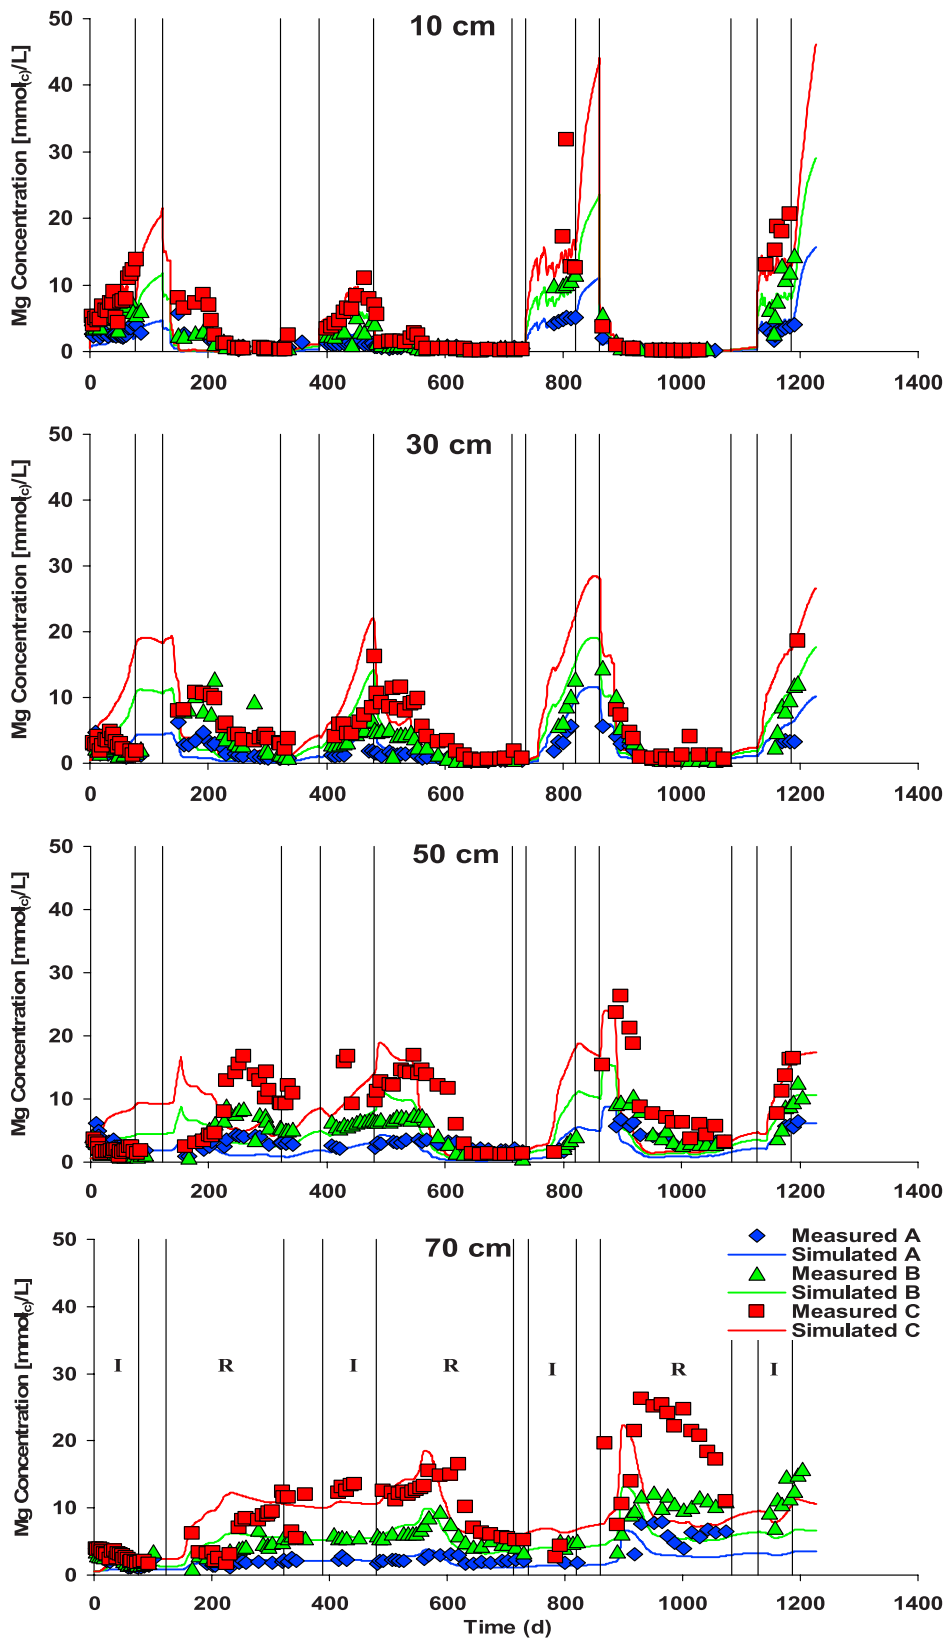 10 cm
Mg Concentration [mmol(c)/L]
50
40
30
20
10
0
0 200 400 600 800 1000 1200 1400
30 cm
Mg Concentration [mmol(c)/L]
50
40
30
20
10
0
0 200 400 600 800 1000 1200 1400
50 cm
Mg Concentration [mmol(c)/L]
50
40
30
20
10
0
0 200 400 600 800 1000 1200 1400
70 cm
Mg Concentration [mmol(c)/L]
50
40
30
20
10
0
Measured A
Simulated A
Measured B
Simulated B
Measured C
Simulated C
I R I R I R I
0 200 400 600 800 1000 1200 1400
Time (d)